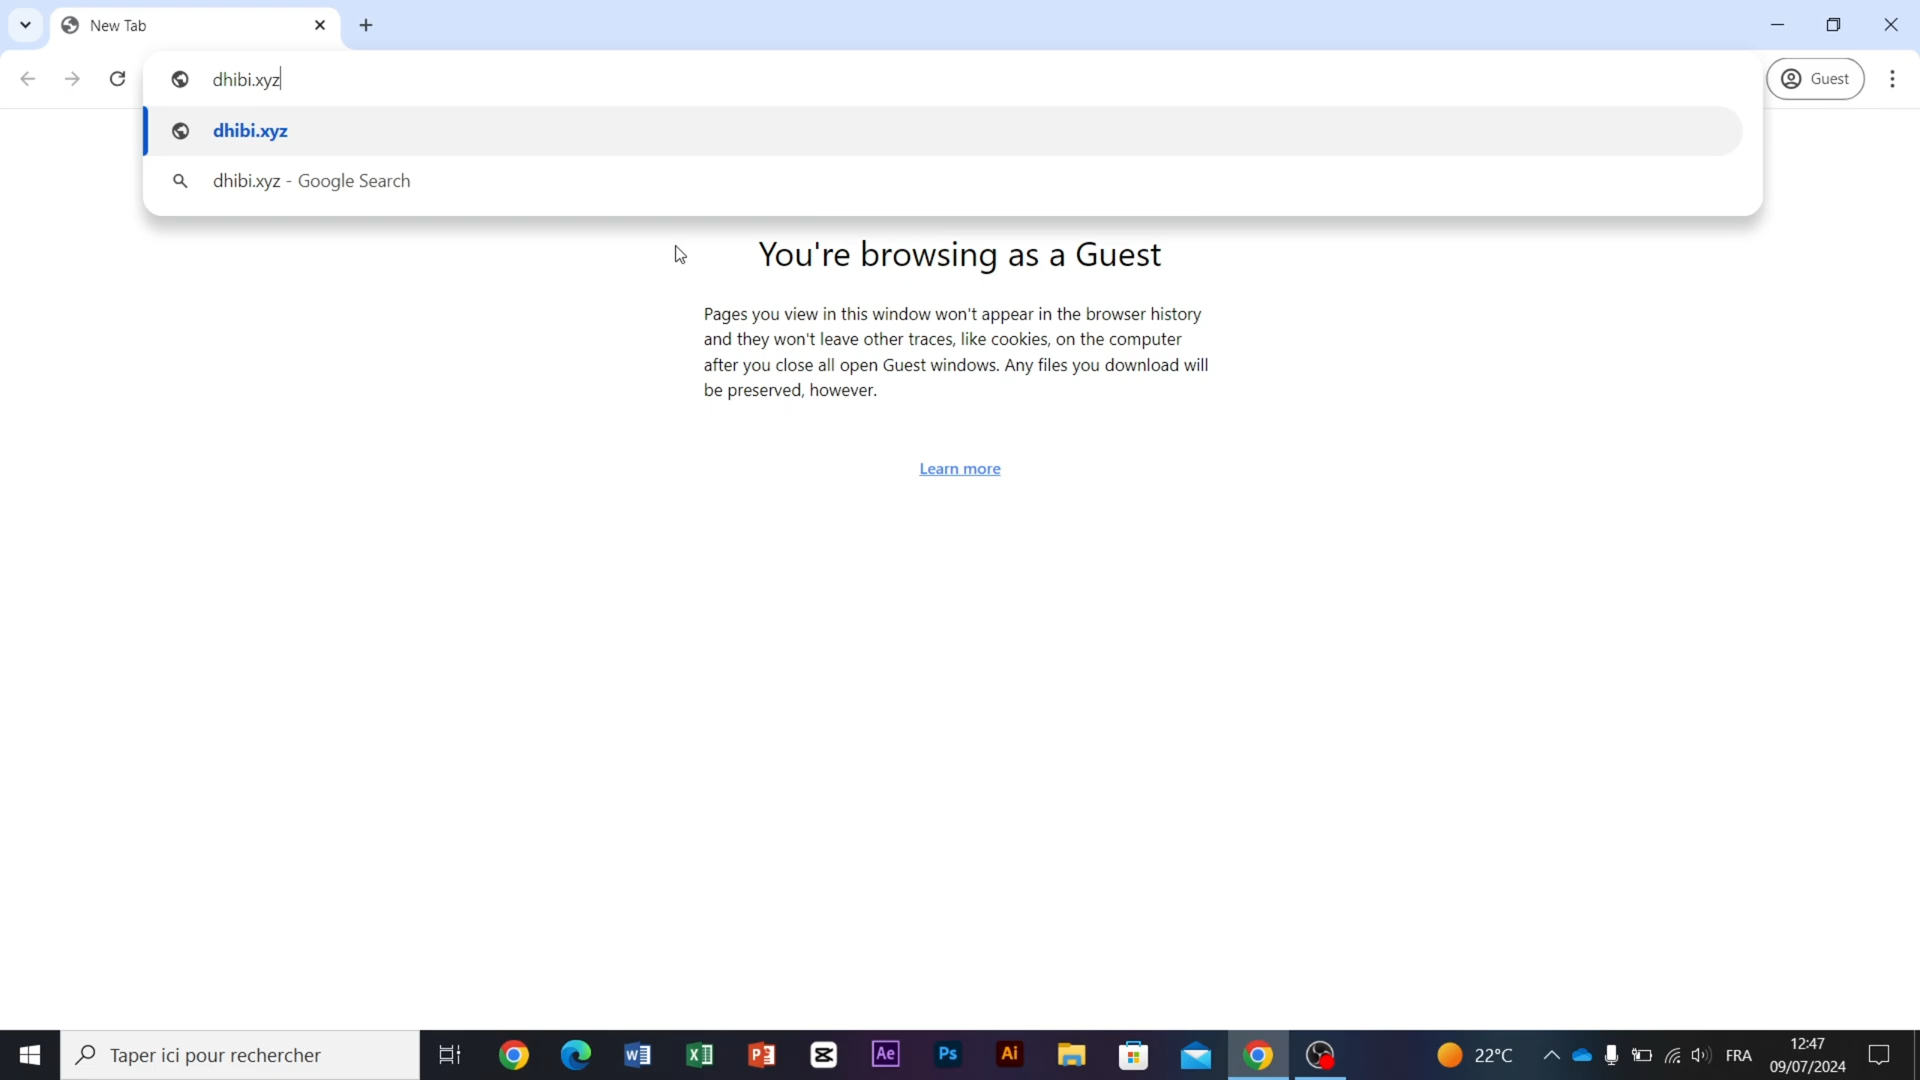 New Tab
dhibi.xyz
Guest
dhibi.xyz
dhibi.xyz - Google Search
You're browsing as a Guest
Pages you view in this window won't appear in the browser history
and they won't leave other traces, like cookies, on the computer
after you close all open Guest windows. Any files you download will
be preserved, however.
Learn more
Taper ici pour rechercher
Ae
Ps
Ai
22°C
FRA
12:47
09/07/2024